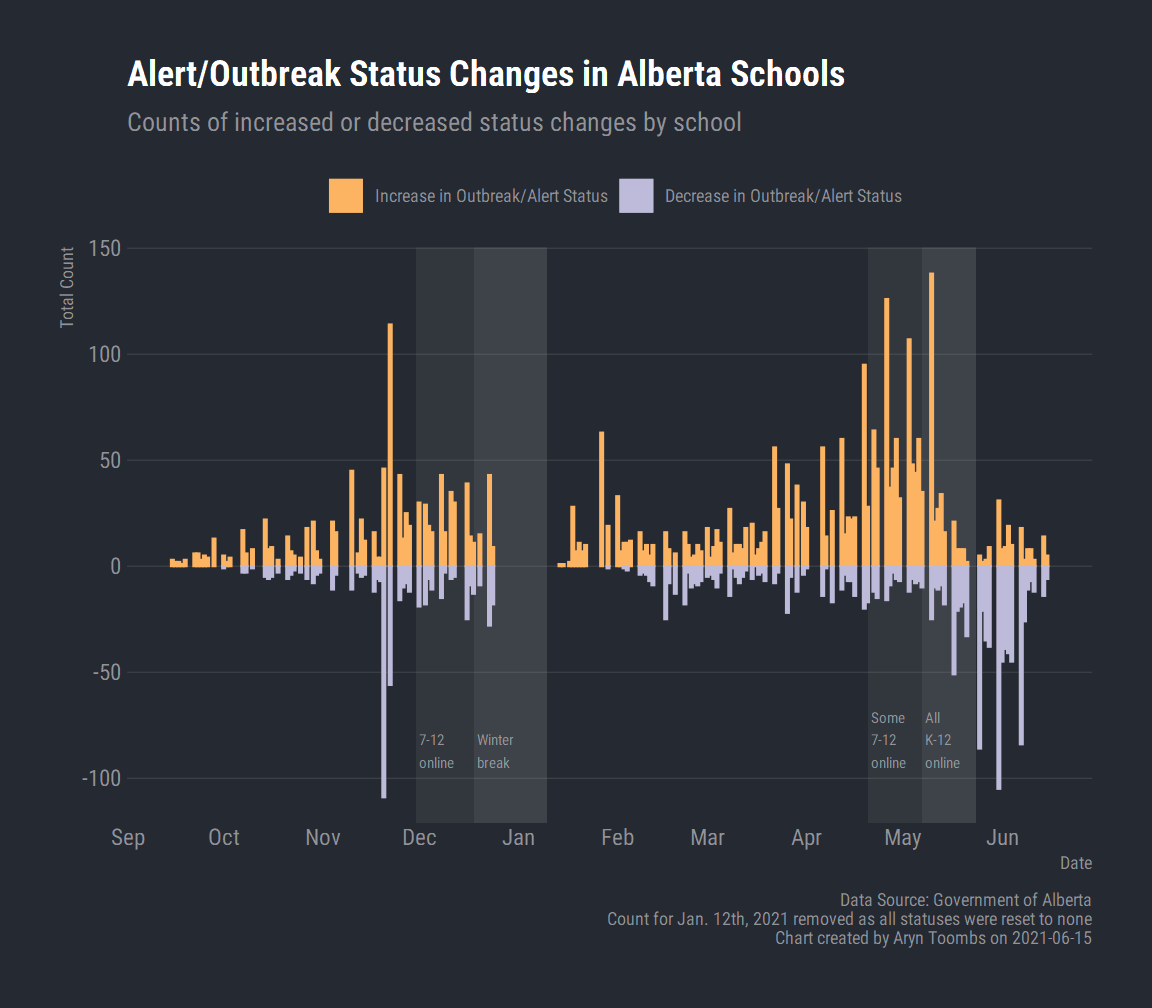 Alert/Outbreak Status Changes in Alberta Schools
Counts of increased or decreased status changes by school
Increase in Outbreak/Alert Status Decrease in Outbreak/Alert Status
Total Count
150
100
50
0
-50
-100
Some All
7-12 Winter 7-12 K-12
online break online online
Sep Oct Nov Dec Jan Feb Mar Apr May Jun
Date
Data Source: Government of Alberta
Count for Jan. 12th, 2021 removed as all statuses were reset to none
Chart created by Aryn Toombs on 2021-06-15